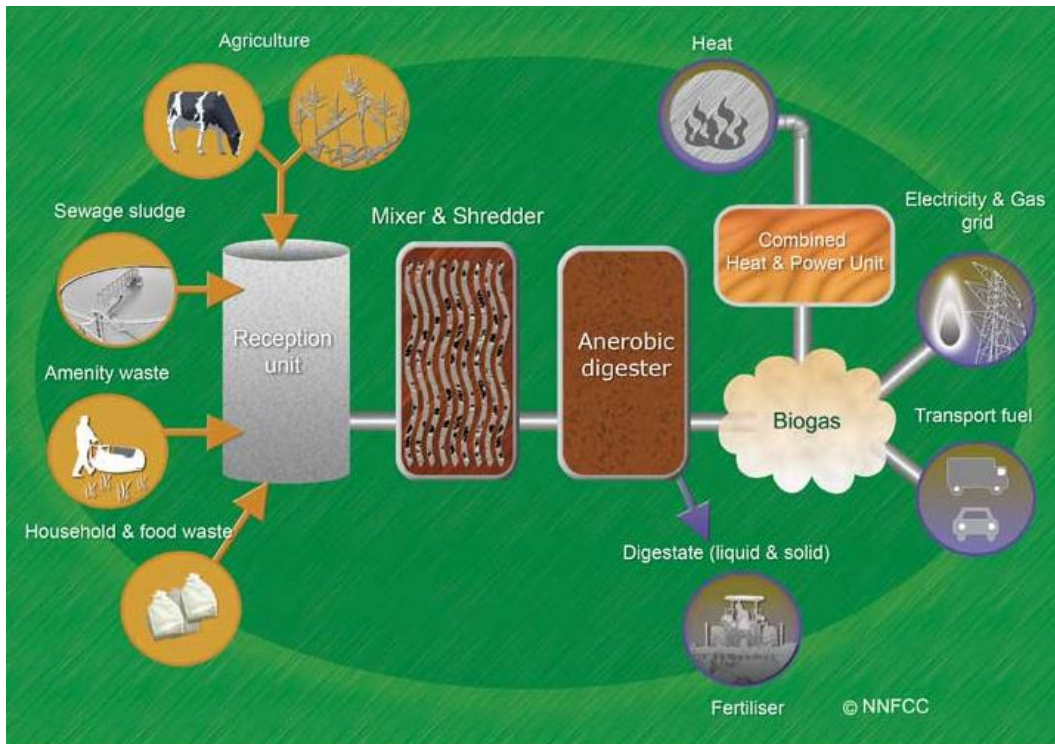 Agriculture
Heat
Sewage sludge
Mixer & Shredder
Electricity & Gas
grid
Combined
Heat & Power Unit
Reception
unit
Anerobic
digester
Amenity waste
Biogas
Transport fuel
Household & food waste
Digestate (liquid & solid)
Fertiliser
© NNFCC